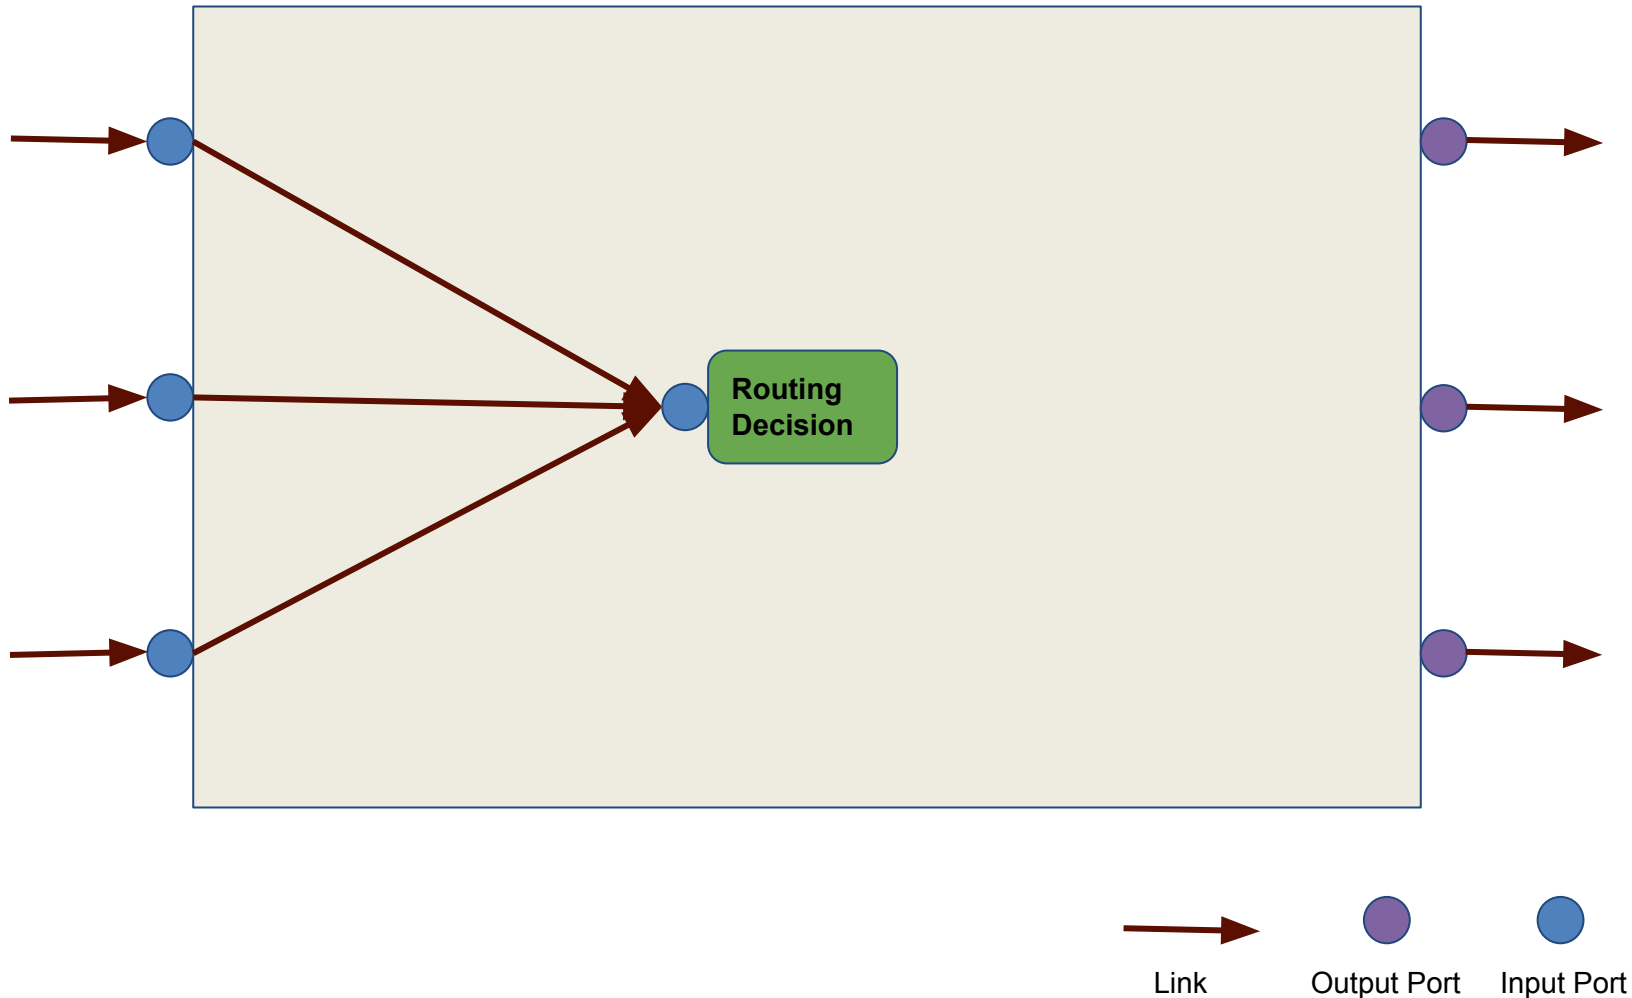 Routing
Decision
Link
Output Port
Input Port